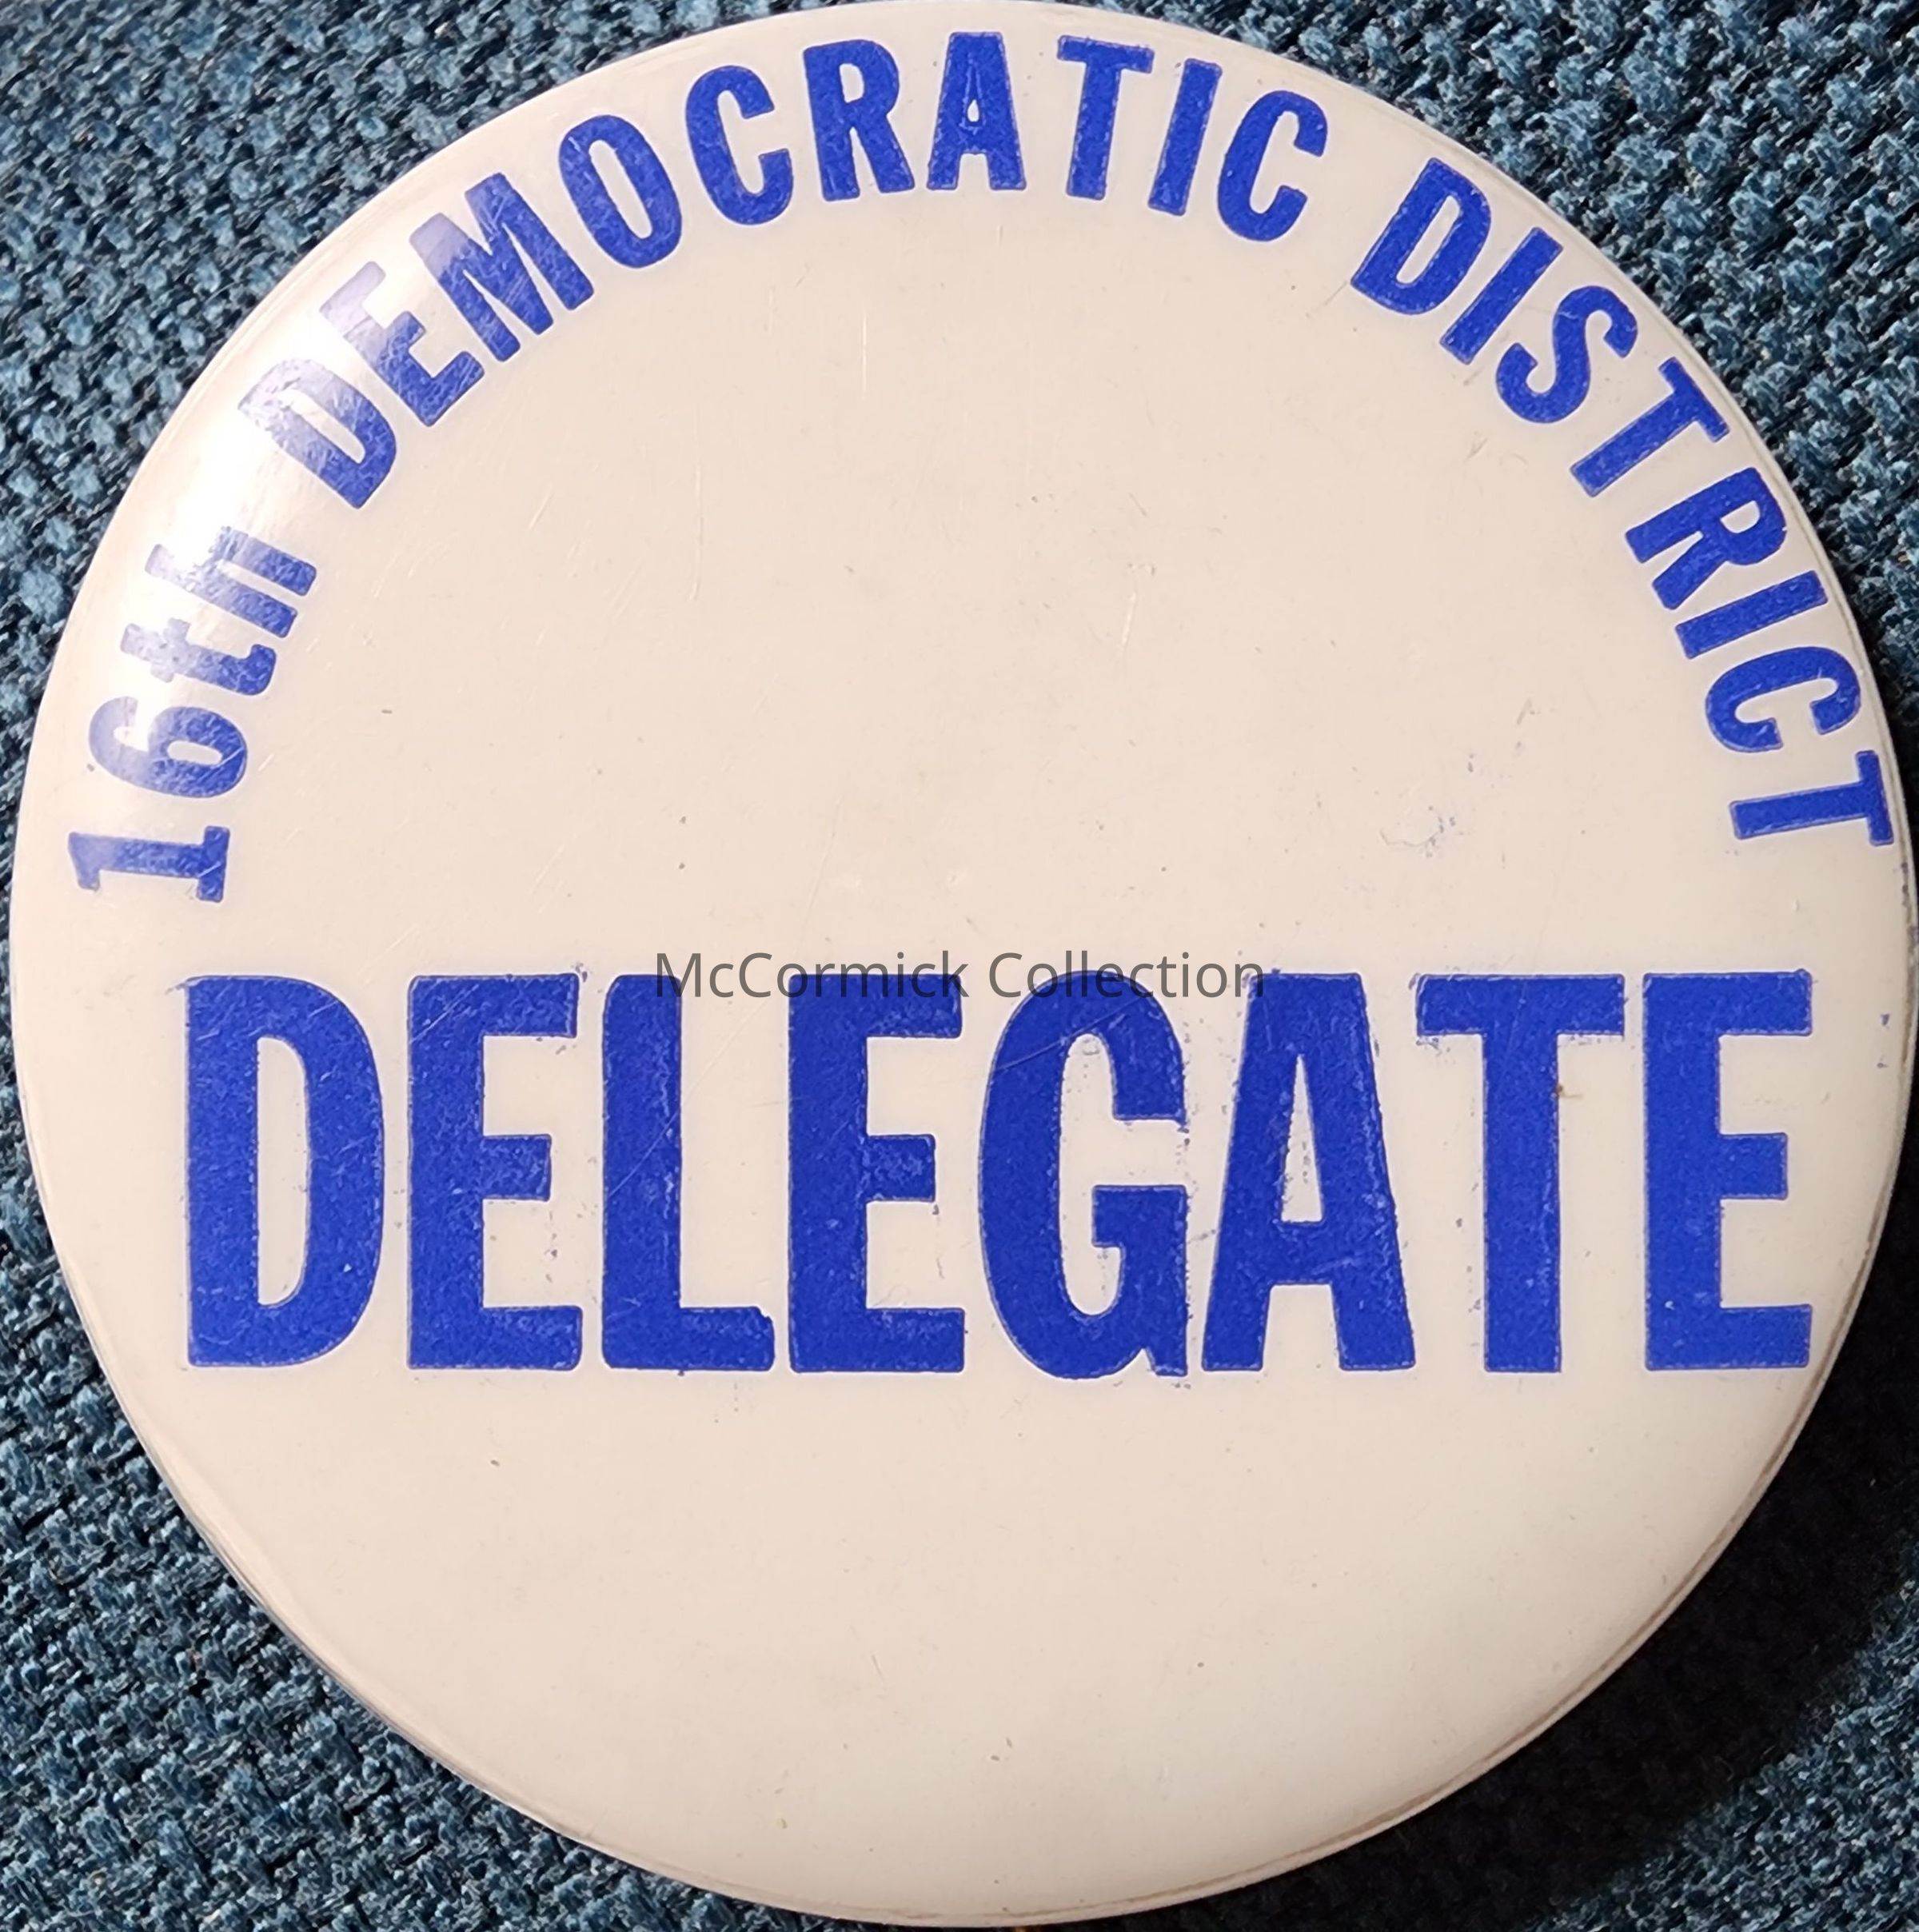 16th DEMOCRATIC DISTRICT
McCormick Collection
DELEGATE